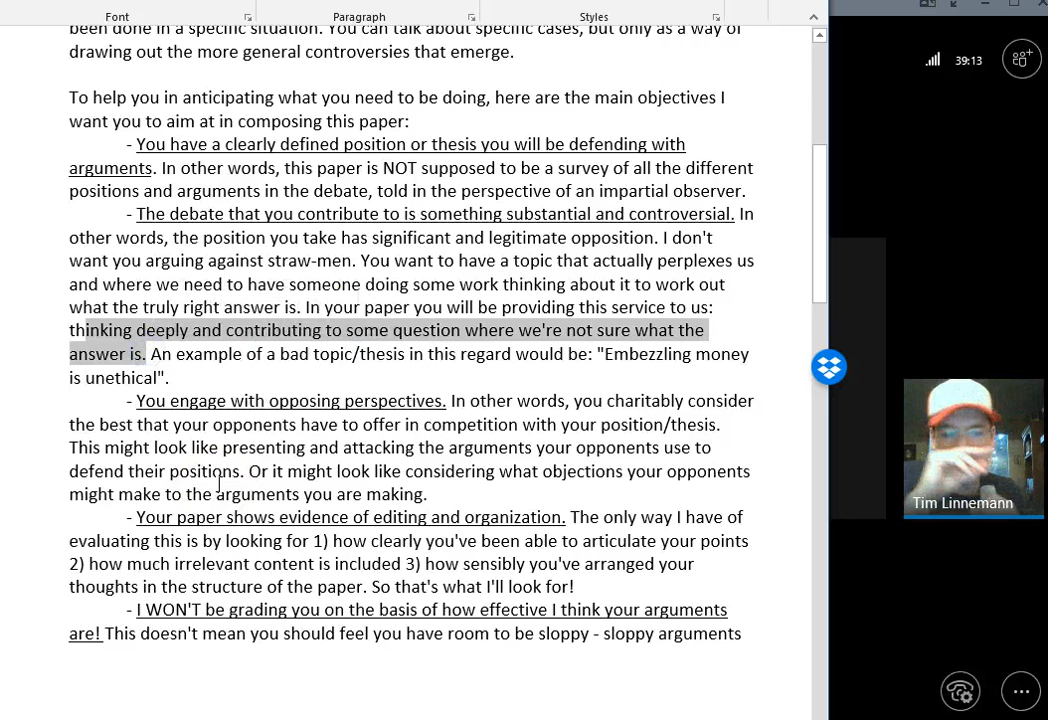 Font
Paragraph
Styles
been done in a specific situation. You can talk about specific cases, but only as a way of
drawing out the more general controversies that emerge.
To help you in anticipating what you need to be doing, here are the main objectives I
want you to aim at in composing this paper:
- You have a clearly defined position or thesis you will be defending with
arguments. In other words, this paper is NOT supposed to be a survey of all the different
positions and arguments in the debate, told in the perspective of an impartial observer.
- The debate that you contribute to is something substantial and controversial. In
other words, the position you take has significant and legitimate opposition. I don't
want you arguing against straw-men. You want to have a topic that actually perplexes us
and where we need to have someone doing some work thinking about it to work out
what the truly right answer is. In your paper you will be providing this service to us:
thinking deeply and contributing to some question where we're not sure what the
answer is. An example of a bad topic/thesis in this regard would be: "Embezzling money
is unethical".
- You engage with opposing perspectives. In other words, you charitably consider
the best that your opponents have to offer in competition with your position/thesis.
This might look like presenting and attacking the arguments your opponents use to
defend their positions. Or it might look like considering what objections your opponents
might make to the arguments you are making.
- Your paper shows evidence of editing and organization. The only way I have of
evaluating this is by looking for 1) how clearly you've been able to articulate your points
2) how much irrelevant content is included 3) how sensibly you've arranged your
thoughts in the structure of the paper. So that's what I'll look for!
- I WON'T be grading you on the basis of how effective I think your arguments
are! This doesn't mean you should feel you have room to be sloppy - sloppy arguments
39:13
Tim Linnemann